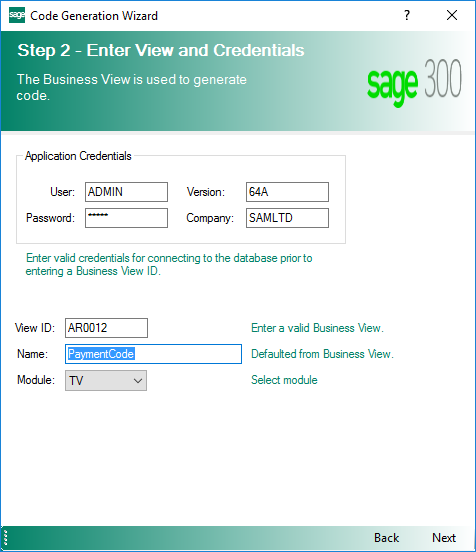 sage Code Generation Wizard ?
Step 2 - Enter View and Credentials
The Business View is used to generate
code.
sage 300
Application Credentials
User: ADMIN Version: 64A
Password: ***** Company: SAMLTD
Enter valid credentials for connecting to the database prior to
entering a Business View ID.
View ID: AR0012 Enter a valid Business View.
Name: PaymentCode Defaulted from Business View.
Module: TV Select module
Back Next